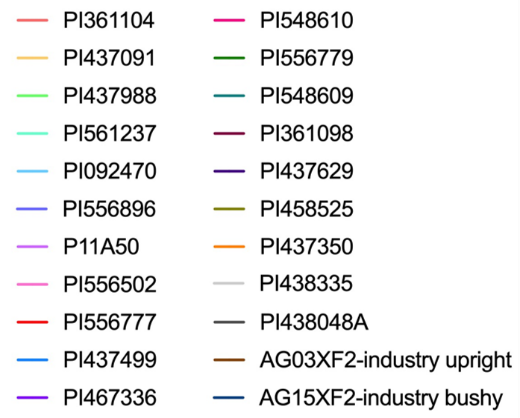 PI361104
PI437091
PI437988
PI561237
PI092470
PI556896
P11A50
PI556502
PI556777
PI437499
PI467336
PI548610
PI556779
PI548609
PI361098
PI437629
PI458525
PI437350
PI438335
PI438048A
AG03XF2-industry upright
AG15XF2-industry bushy